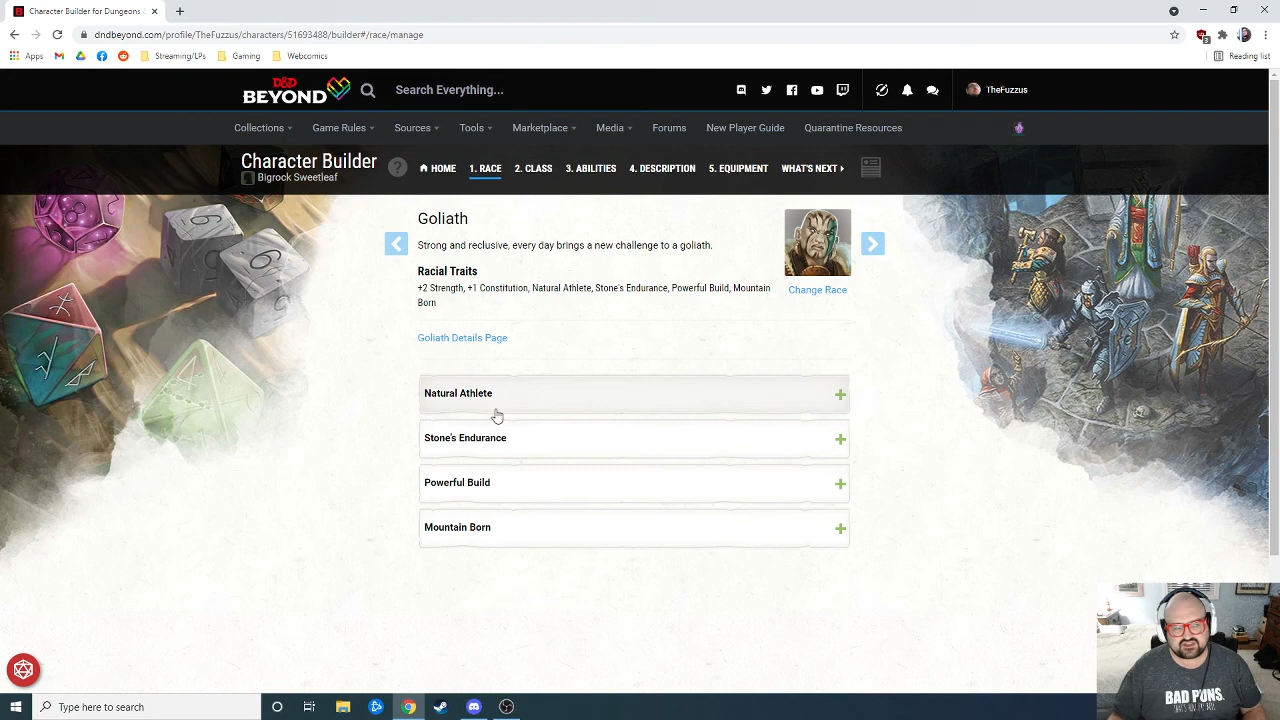 Character Builder for Dungeons
dndbeyond.com/profile/TheFuzzus/characters/51693488/builder#/race/manage
3
Apps
Streaming/LPs
Gaming
Webcomics
Reading list
D&D
BEYOND
Search Everything...
TheFuzzus
Collections
Game Rules
Sources
Tools
Marketplace
Media
Forums
New Player Guide
Quarantine Resources
Character Builder
?
Bigrock Sweetleaf
HOME
1. RACE
2. CLASS
3. ABILITIES
4. DESCRIPTION
5. EQUIPMENT
WHAT'S NEXT
Goliath
Strong and reclusive, every day brings a new challenge to a goliath.
Racial Traits
+2 Strength, +1 Constitution, Natural Athlete, Stone's Endurance, Powerful Build, Mountain
Born
Change Race
Goliath Details Page
Natural Athlete
Stone's Endurance
Powerful Build
Mountain Born
BAD PUNS.
Type here to search